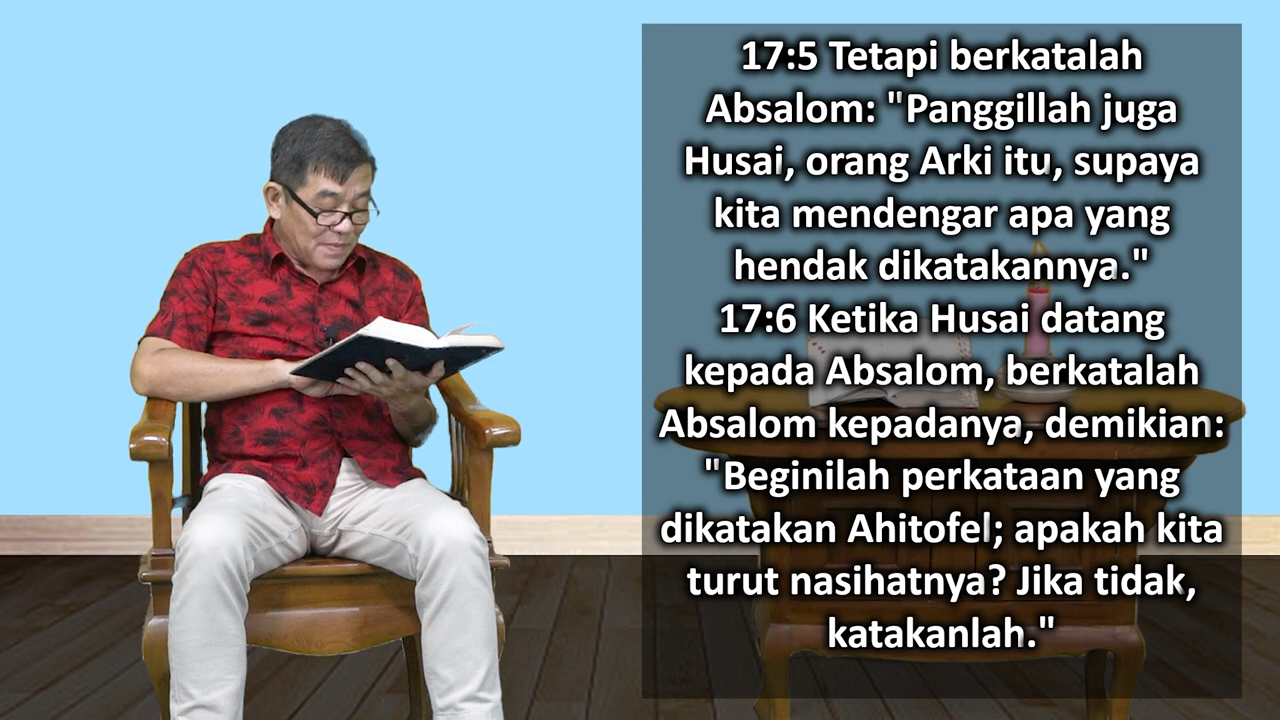 17:5 Tetapi berkatalah
Absalom: "Panggillah juga
Husai, orang Arki itu, supaya
kita mendengar apa yang
hendak dikatakannya."
17:6 Ketika Husai datang
kepada Absalom, berkatalah
Absalom kepadanya, demikian:
"Beginilah perkataan yang
dikatakan Ahitofel; apakah kita
turut nasihatnya? Jika tidak,
katakanlah."